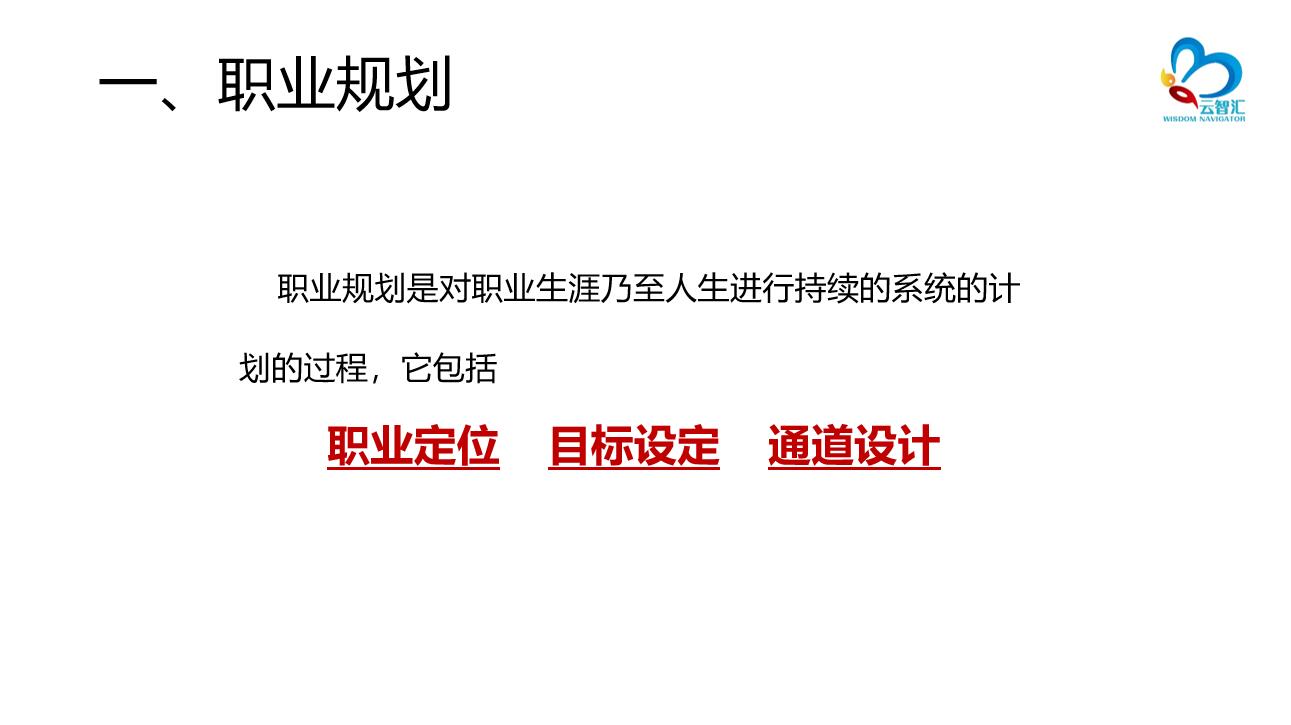 一、职业规划
云智汇
WISDOM NAVIGATOR
职业规划是对职业生涯乃至人生进行持续的系统的计
划的过程，它包括
职业定位 目标设定 通道设计